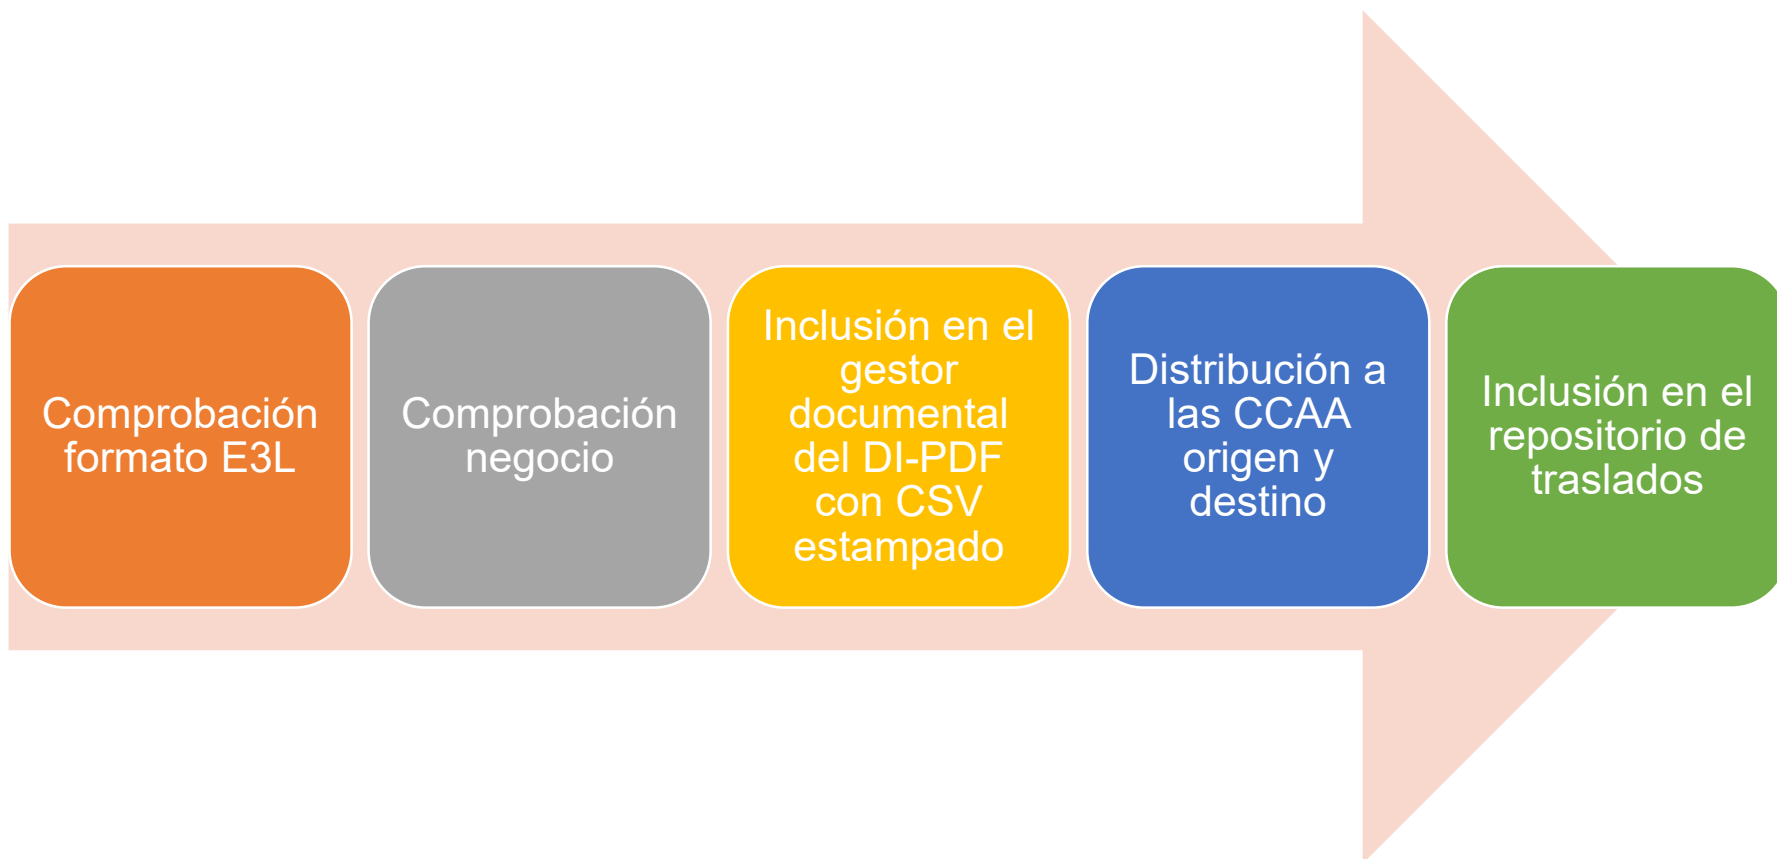 Comprobación
formato E3L
Comprobación
negocio
Inclusión en el
gestor
documental
del DI-PDF
con CSV
estampado
Distribución a
las CCAA
origen y
destino
Inclusión en el
repositorio de
traslados